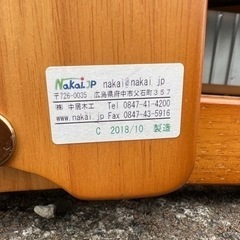 Nakai.JP nakai@nakai.jp
〒726-0035 広島県府中市父石町357
(株) 中居木工 Tel 0847-41-4200
www.nakai.jp Fax 0847-43-5916
C 2018/10 製造